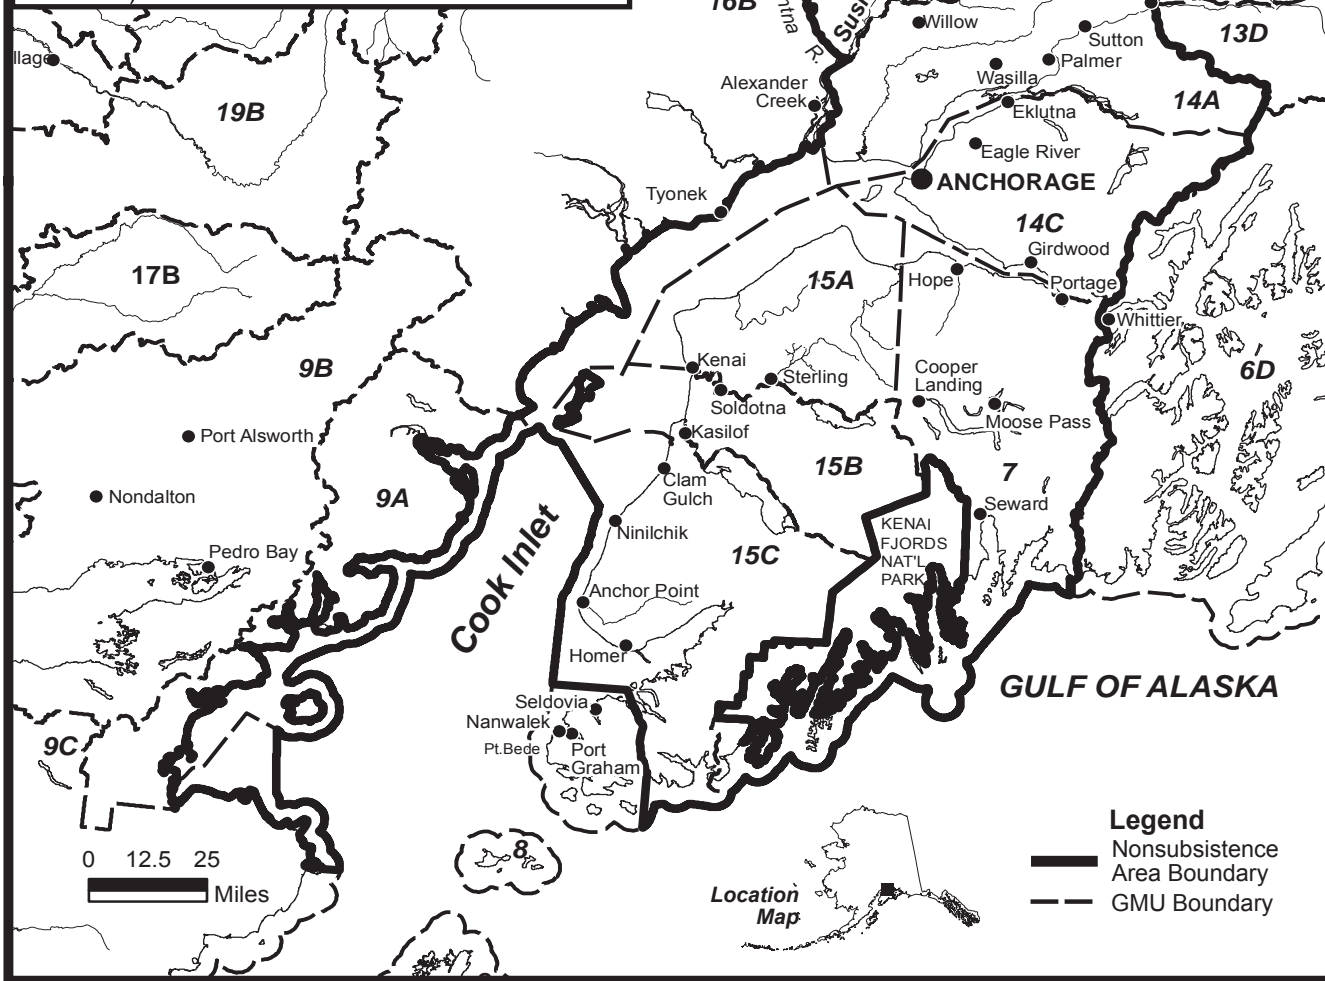 16B
ntna
R.
Susi
Willow
Sutton
13D
llage
Palmer
Wasilla
Alexander
Creek
19B
14A
Eklutna
Eagle River
ANCHORAGE
Tyonek
14C
Girdwood
17B
15A
Hope
Portage
Whittier
9B
Kenai
Sterling
Cooper
Landing
6D
Soldotna
Moose Pass
Port Alsworth
Kasilof
15B
7
Clam
Gulch
Nondalton
9A
Seward
KENAI
FJORDS
NAT'L
PARK
Ninilchik
Cook Inlet
Pedro Bay
15C
Anchor Point
Homer
GULF OF ALASKA
Seldovia
Nanwalek
Pt.Bede
Port
Graham
9C
8
0 12.5 25
Miles
Location
Map
Legend
Nonsubsistence
Area Boundary
GMU Boundary